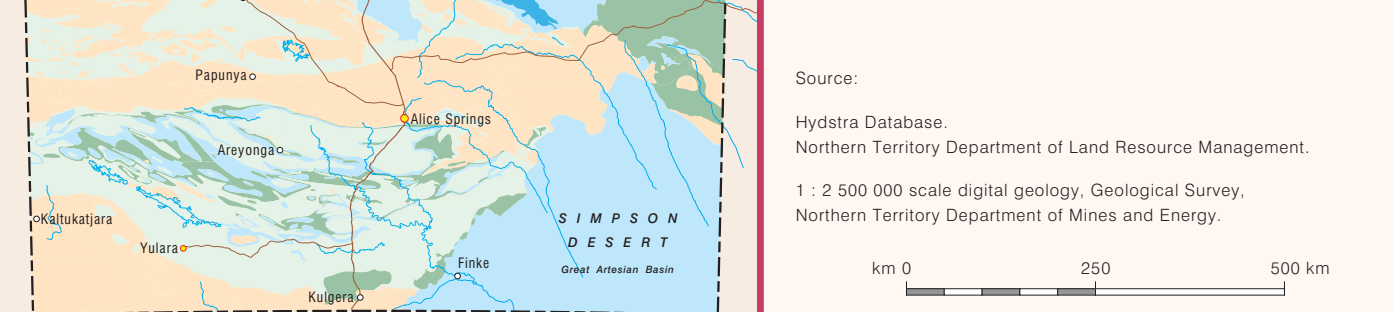 Papunya
Alice Springs
Areyonga
Kaltukatjara
SIMPSON
DESERT
Yulara
Great Artesian Basin
Finke
Kulgera
Source:
Hydstra Database.
Northern Territory Department of Land Resource Management.
1 : 2 500 000 scale digital geology, Geological Survey,
Northern Territory Department of Mines and Energy.
km 0 250 500 km